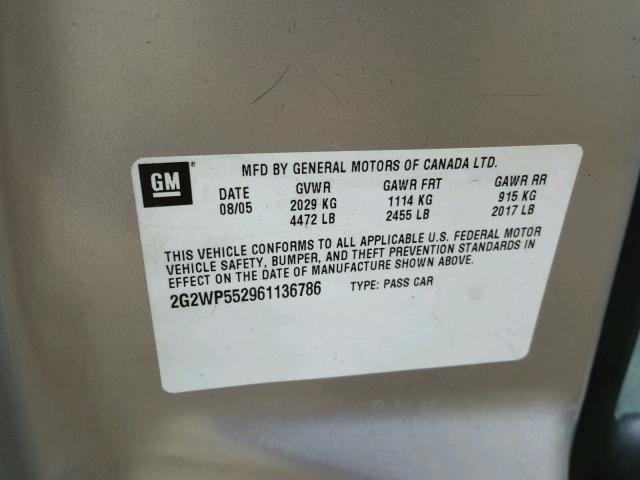 GM®
MFD BY GENERAL MOTORS OF CANADA LTD.
DATE GVWR GAWR FRT GAWR RR
08/05 2029 KG 1114 KG 915 KG
4472 LB 2455 LB 2017 LB
THIS VEHICLE CONFORMS TO ALL APPLICABLE U.S. FEDERAL MOTOR
VEHICLE SAFETY, BUMPER, AND THEFT PREVENTION STANDARDS IN
EFFECT ON THE DATE OF MANUFACTURE SHOWN ABOVE.
2G2WP552961136786 TYPE: PASS CAR